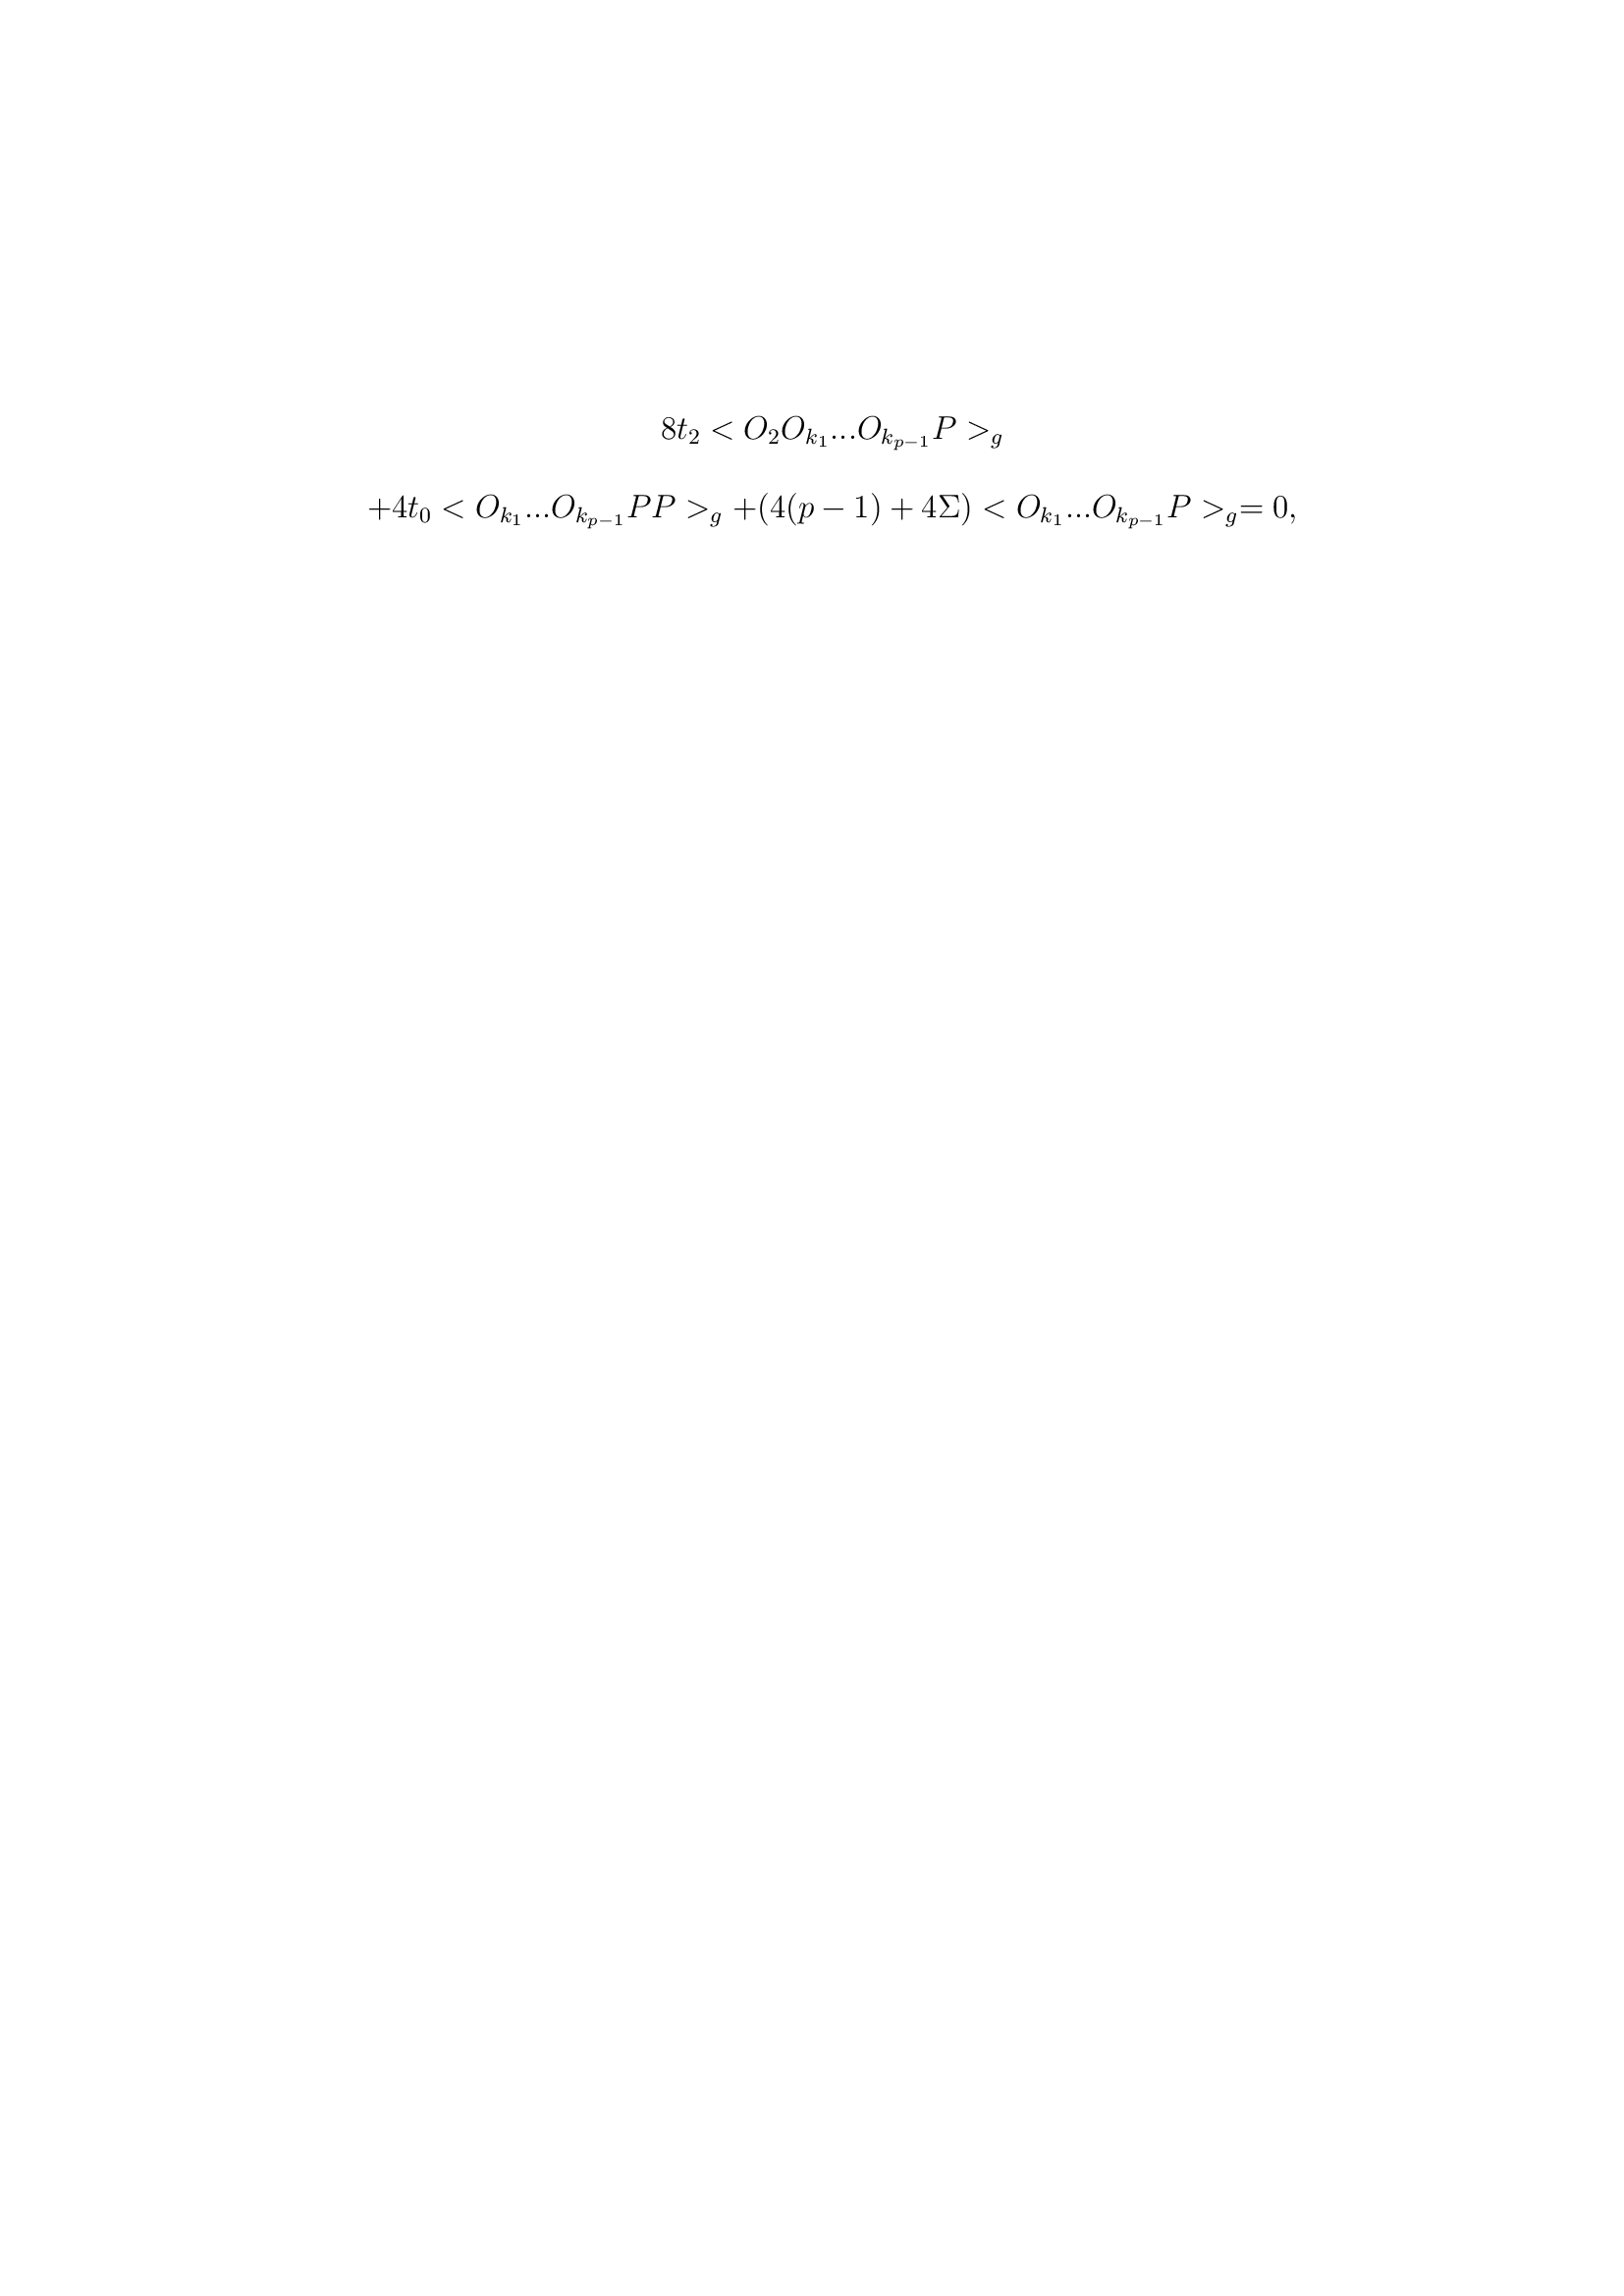 $8t_2 < O_2 O_{k_1} ... O_{k_{p-1}} P >_g$
$+4t_0 < O_{k_1} ... O_{k_{p-1}} PP >_g +(4(p-1)+4\Sigma) < O_{k_1} ... O_{k_{p-1}} P >_g = 0,$